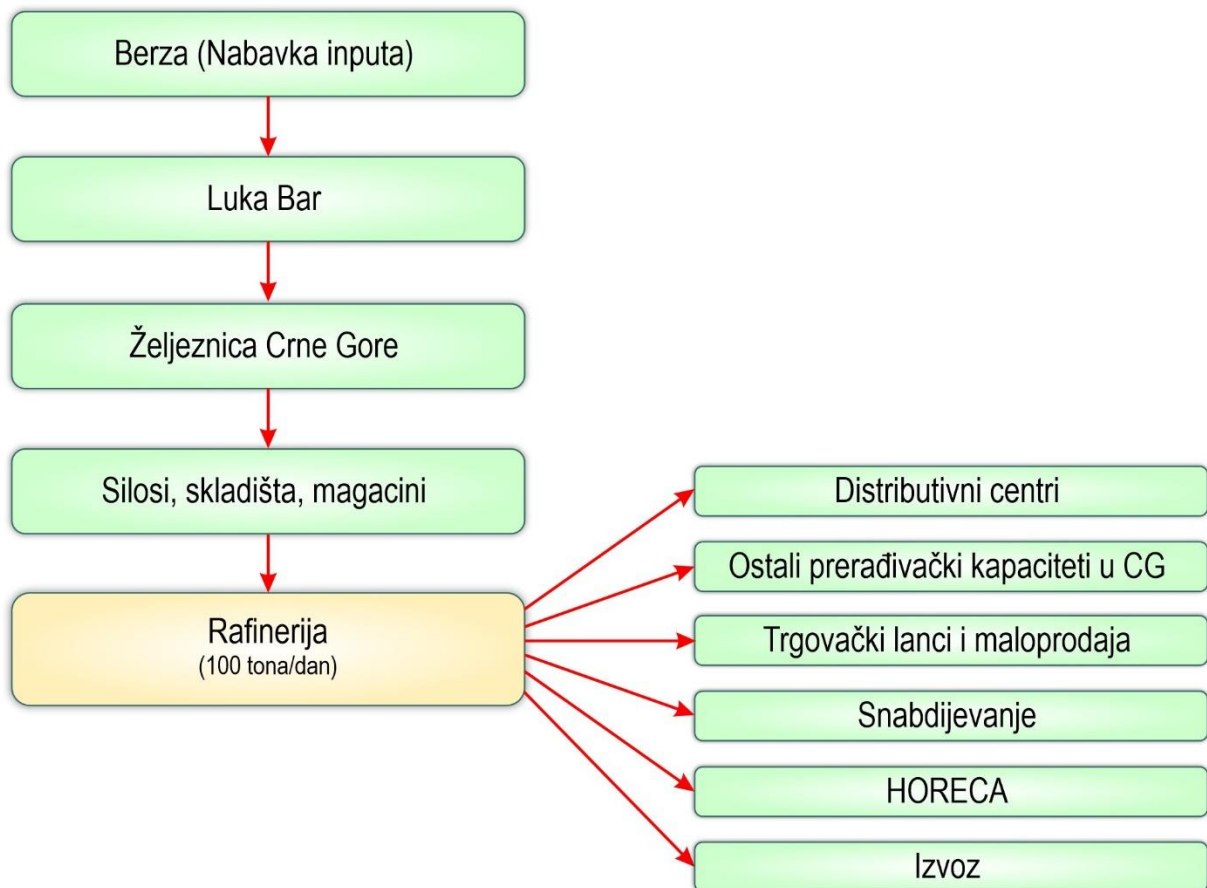 Berza (Nabavka inputa)
Luka Bar
Željeznica Crne Gore
Silosi, skladišta, magacini
Rafinerija
(100 tona/dan)
Distributivni centri
Ostali prerađivački kapaciteti u CG
Trgovački lanci i maloprodaja
Snabdijevanje
HORECA
Izvoz